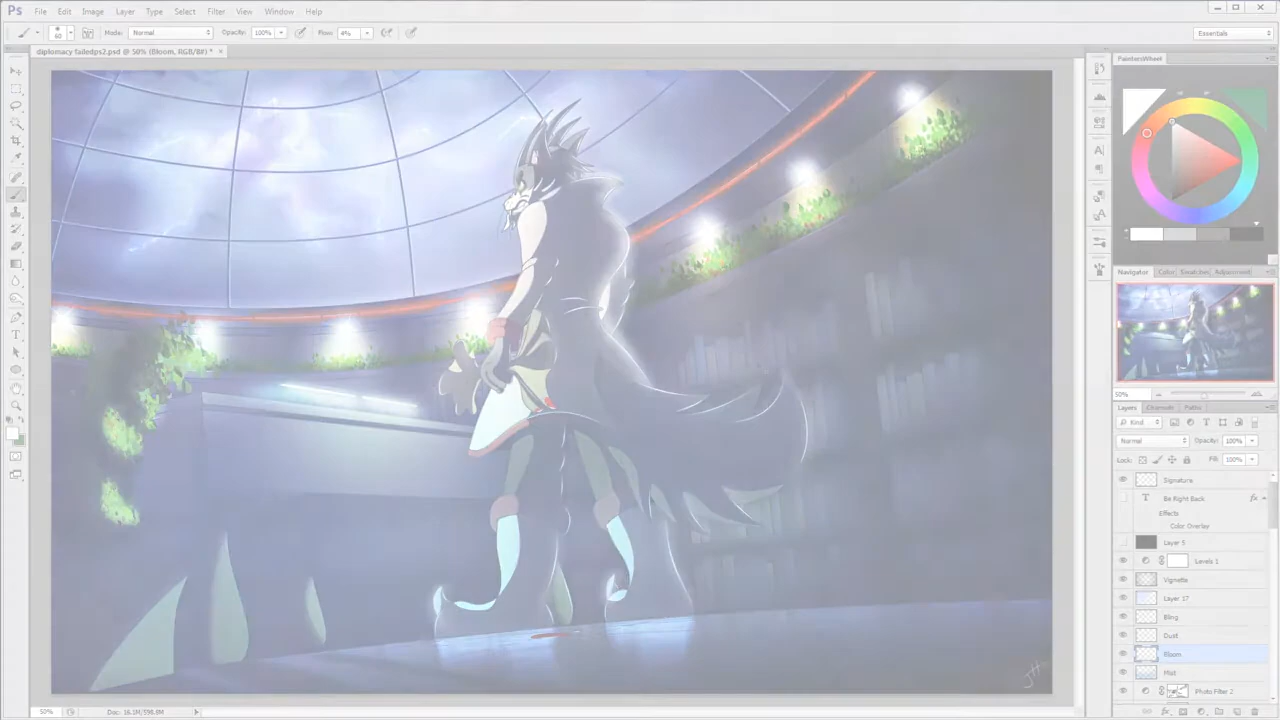 Ps File Edit Image Layer Type Select Filter View Window Help
60 Mode: Normal Opacity: 100% Flow: 4% Essentials
diplomacy failedps2.psd @ 50% (Bloom, RGB/8#) * ×
PaintersWheel
Navigator Color Swatches Adjustment
50%
Layers Channels Paths
Kind
Normal Opacity: 100%
Lock: Fill: 100%
Signature
T Be Right Back fx
Effects
Color Overlay
Layer 5
Levels 1
Vignette
Layer 17
Bling
Dust
Bloom
Mist
Photo Filter 2
50% Doc: 16.1M/598.8M